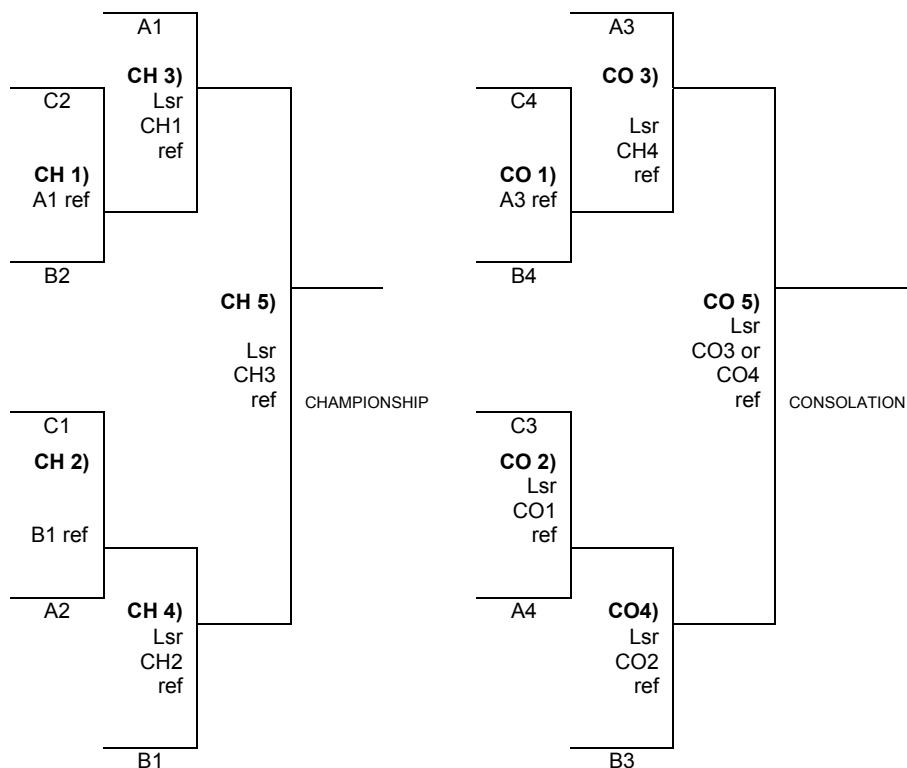 A1
CH 3)
Lsr
CH1
ref
C2
CH 1)
A1 ref
B2
CH 5)
Lsr
CH3
ref
CHAMPIONSHIP
C1
CH 2)
B1 ref
A2
CH 4)
Lsr
CH2
ref
B1
A3
CO 3)
Lsr
CH4
ref
C4
CO 1)
A3 ref
B4
CO 5)
Lsr
CO3 or
CO4
ref
CONSOLATION
C3
CO 2)
Lsr
CO1
ref
A4
CO4)
Lsr
CO2
ref
B3